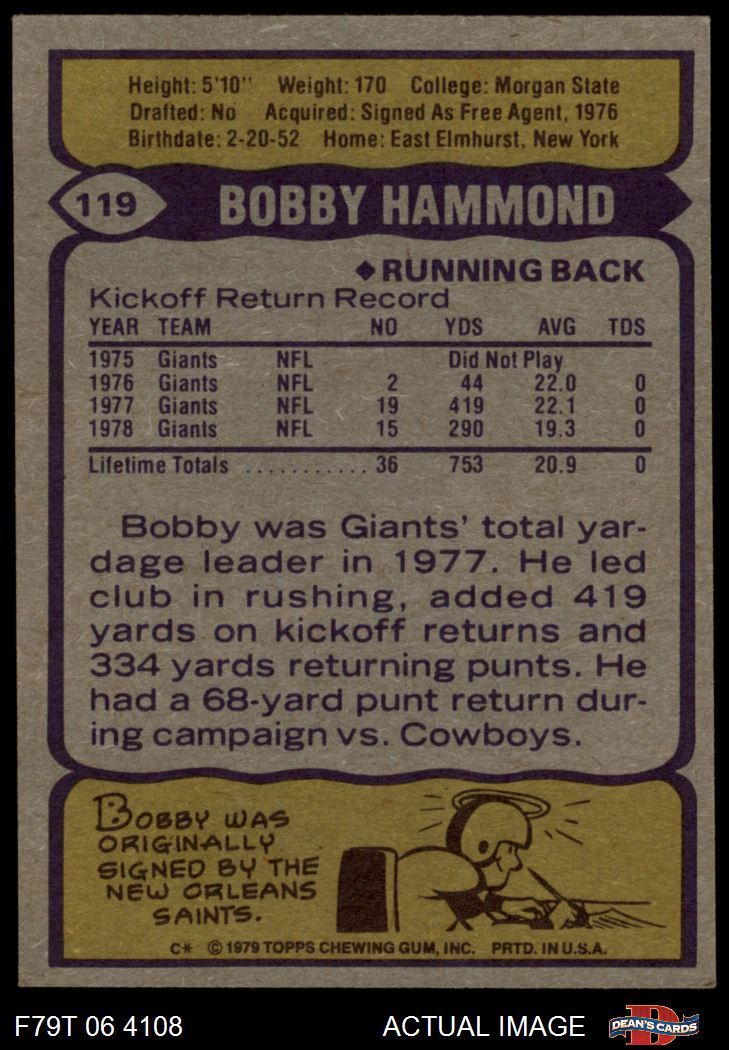 Height: 5'10" Weight: 170 College: Morgan State
Drafted: No Acquired: Signed As Free Agent, 1976
Birthdate: 2-20-52 Home: East Elmhurst, New York
119 BOBBY HAMMOND
◆RUNNING BACK
Kickoff Return Record
YEAR TEAM NO YDS AVG TDS
1975 Giants NFL Did Not Play
1976 Giants NFL 2 44 22.0 0
1977 Giants NFL 19 419 22.1 0
1978 Giants NFL 15 290 19.3 0
Lifetime Totals ........... 36 753 20.9 0
Bobby was Giants' total yar-
dage leader in 1977. He led
club in rushing, added 419
yards on kickoff returns and
334 yards returning punts. He
had a 68-yard punt return dur-
ing campaign vs. Cowboys.
BOBBY WAS
ORIGINALLY
SIGNED BY THE
NEW ORLEANS
SAINTS.
C* © 1979 TOPPS CHEWING GUM, INC. PRTD. IN U.S.A.
F79T 06 4108 ACTUAL IMAGE D DEAN'S CARDS